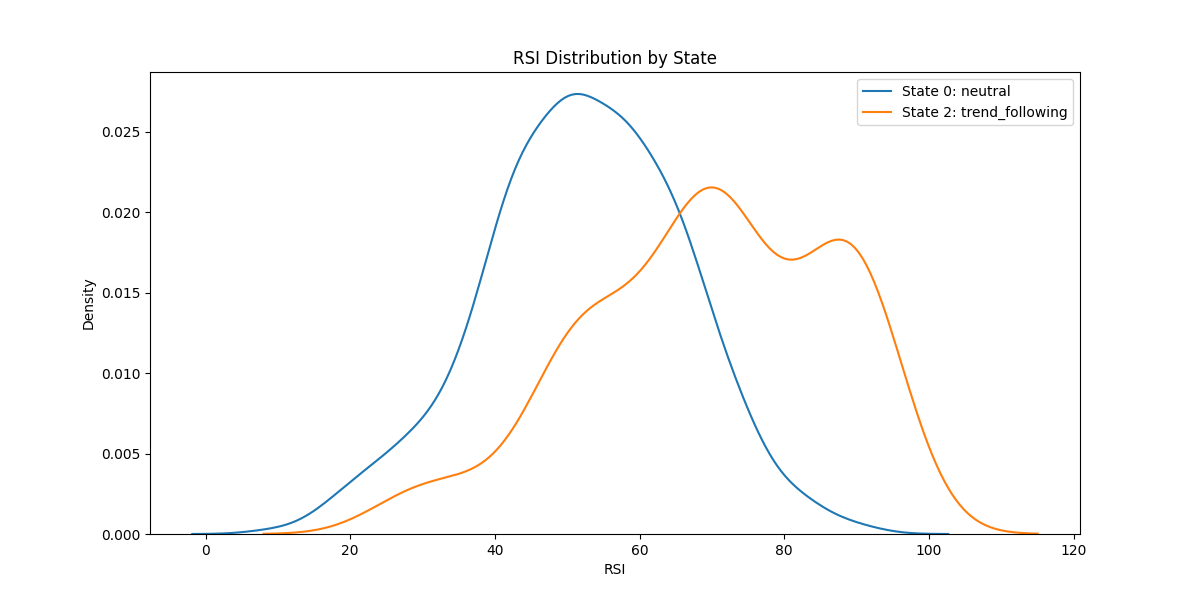 RSI Distribution by State
State 0: neutral
State 2: trend_following
Density
0.025
0.020
0.015
0.010
0.005
0.000
0 20 40 60 80 100 120
RSI